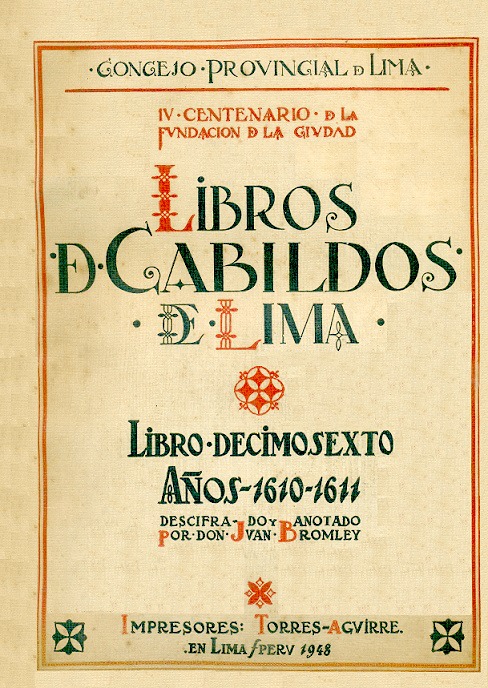 ·CONCEJO·PROVINCIAL D LIMA·
IV·CENTENARIO·D LA
FVNDACION D LA CIVDAD
LIBROS
·D·CABILDOS·
·DE·LIMA·
LIBRO·DECIMOSEXTO
AÑOS-1610-1611
DESCIFRA-DO Y ANOTADO
POR·DON·JVAN·BROMLEY
IMPRESORES: TORRES-AGVIRRE.
.EN LIMA/PERV 1948